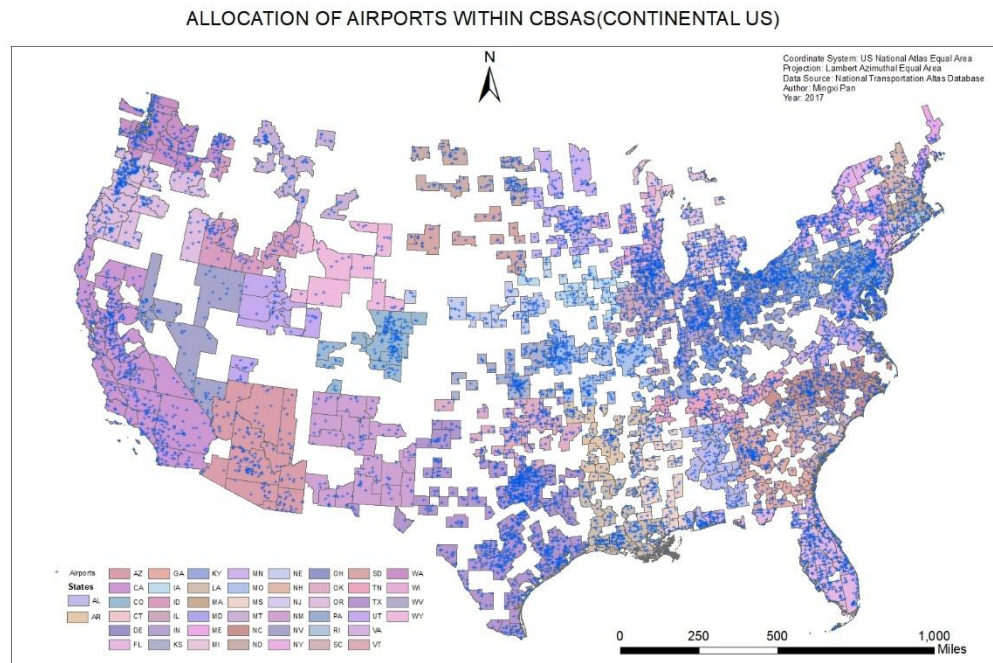 ALLOCATION OF AIRPORTS WITHIN CBSAS(CONTINENTAL US)
N
Coordinate System: US National Atlas Equal Area
Projection: Lambert Azimuthal Equal Area
Data Source: National Transportation Altas Database
Author: Mingxi Pan
Year: 2017
Airports
States
AL
AR
AZ
CA
CO
CT
DE
FL
GA
IA
ID
IL
IN
KS
KY
LA
MA
MD
ME
MI
MN
MO
MS
MT
NC
ND
NE
NH
NJ
NM
NV
NY
OH
OK
OR
PA
RI
SC
SD
TN
TX
UT
VA
VT
WA
WI
WV
WY
0 250 500 1,000
Miles